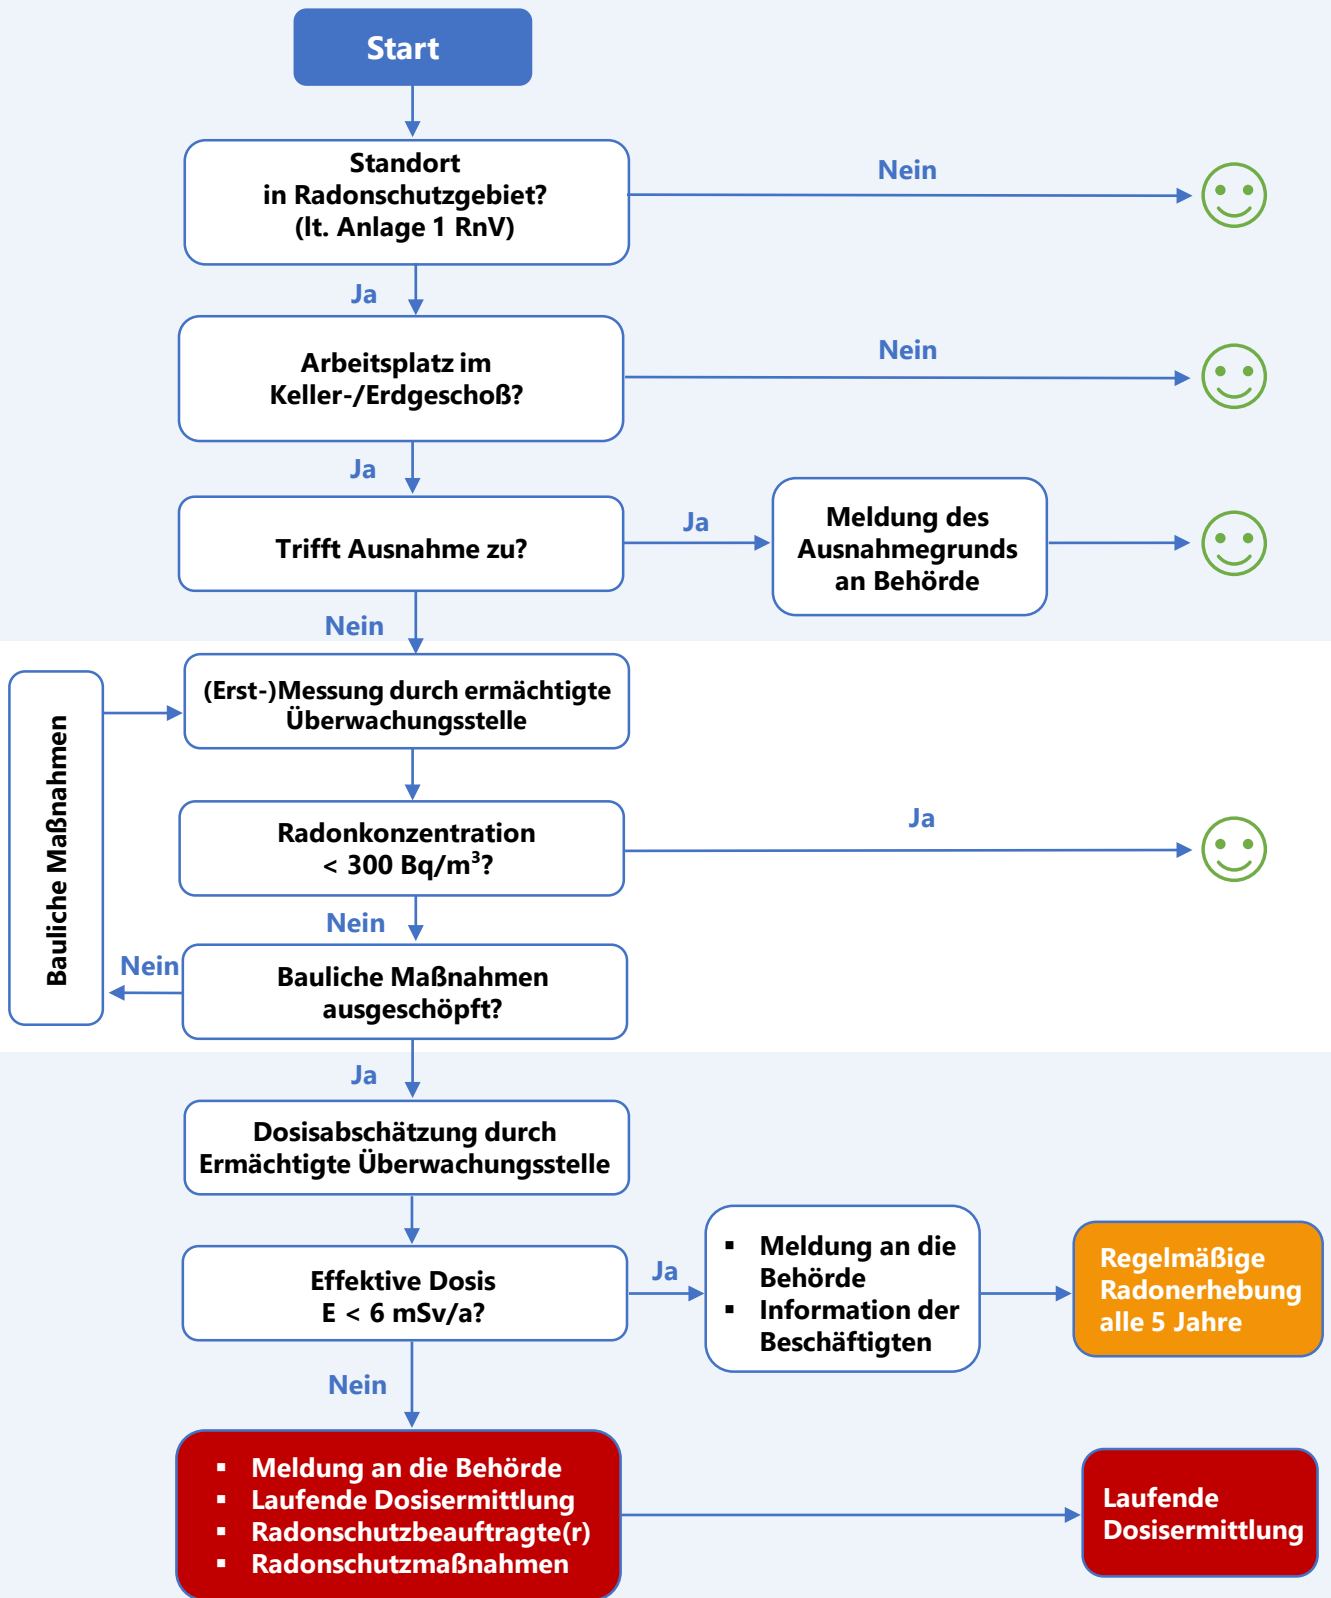 Start
Standort
in Radonschutzgebiet?
(lt. Anlage 1 RnV)
Nein
Ja
Arbeitsplatz im
Keller-/Erdgeschoß?
Nein
Ja
Trifft Ausnahme zu?
Ja
Meldung des
Ausnahmegrunds
an Behörde
Nein
(Erst-)Messung durch ermächtigte
Überwachungsstelle
Bauliche Maßnahmen
Radonkonzentration
< 300 Bq/m³?
Ja
Nein
Bauliche Maßnahmen
ausgeschöpft?
Nein
Ja
Dosisabschätzung durch
Ermächtigte Überwachungsstelle
Effektive Dosis
E < 6 mSv/a?
Ja
▪ Meldung an die
Behörde
▪ Information der
Beschäftigten
Regelmäßige
Radonerhebung
alle 5 Jahre
Nein
▪ Meldung an die Behörde
▪ Laufende Dosisermittlung
▪ Radonschutzbeauftragte(r)
▪ Radonschutzmaßnahmen
Laufende
Dosisermittlung